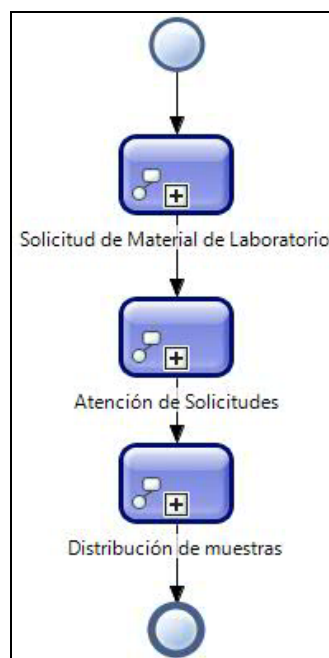 Solicitud de Material de Laboratorio
Atención de Solicitudes
Distribución de muestras